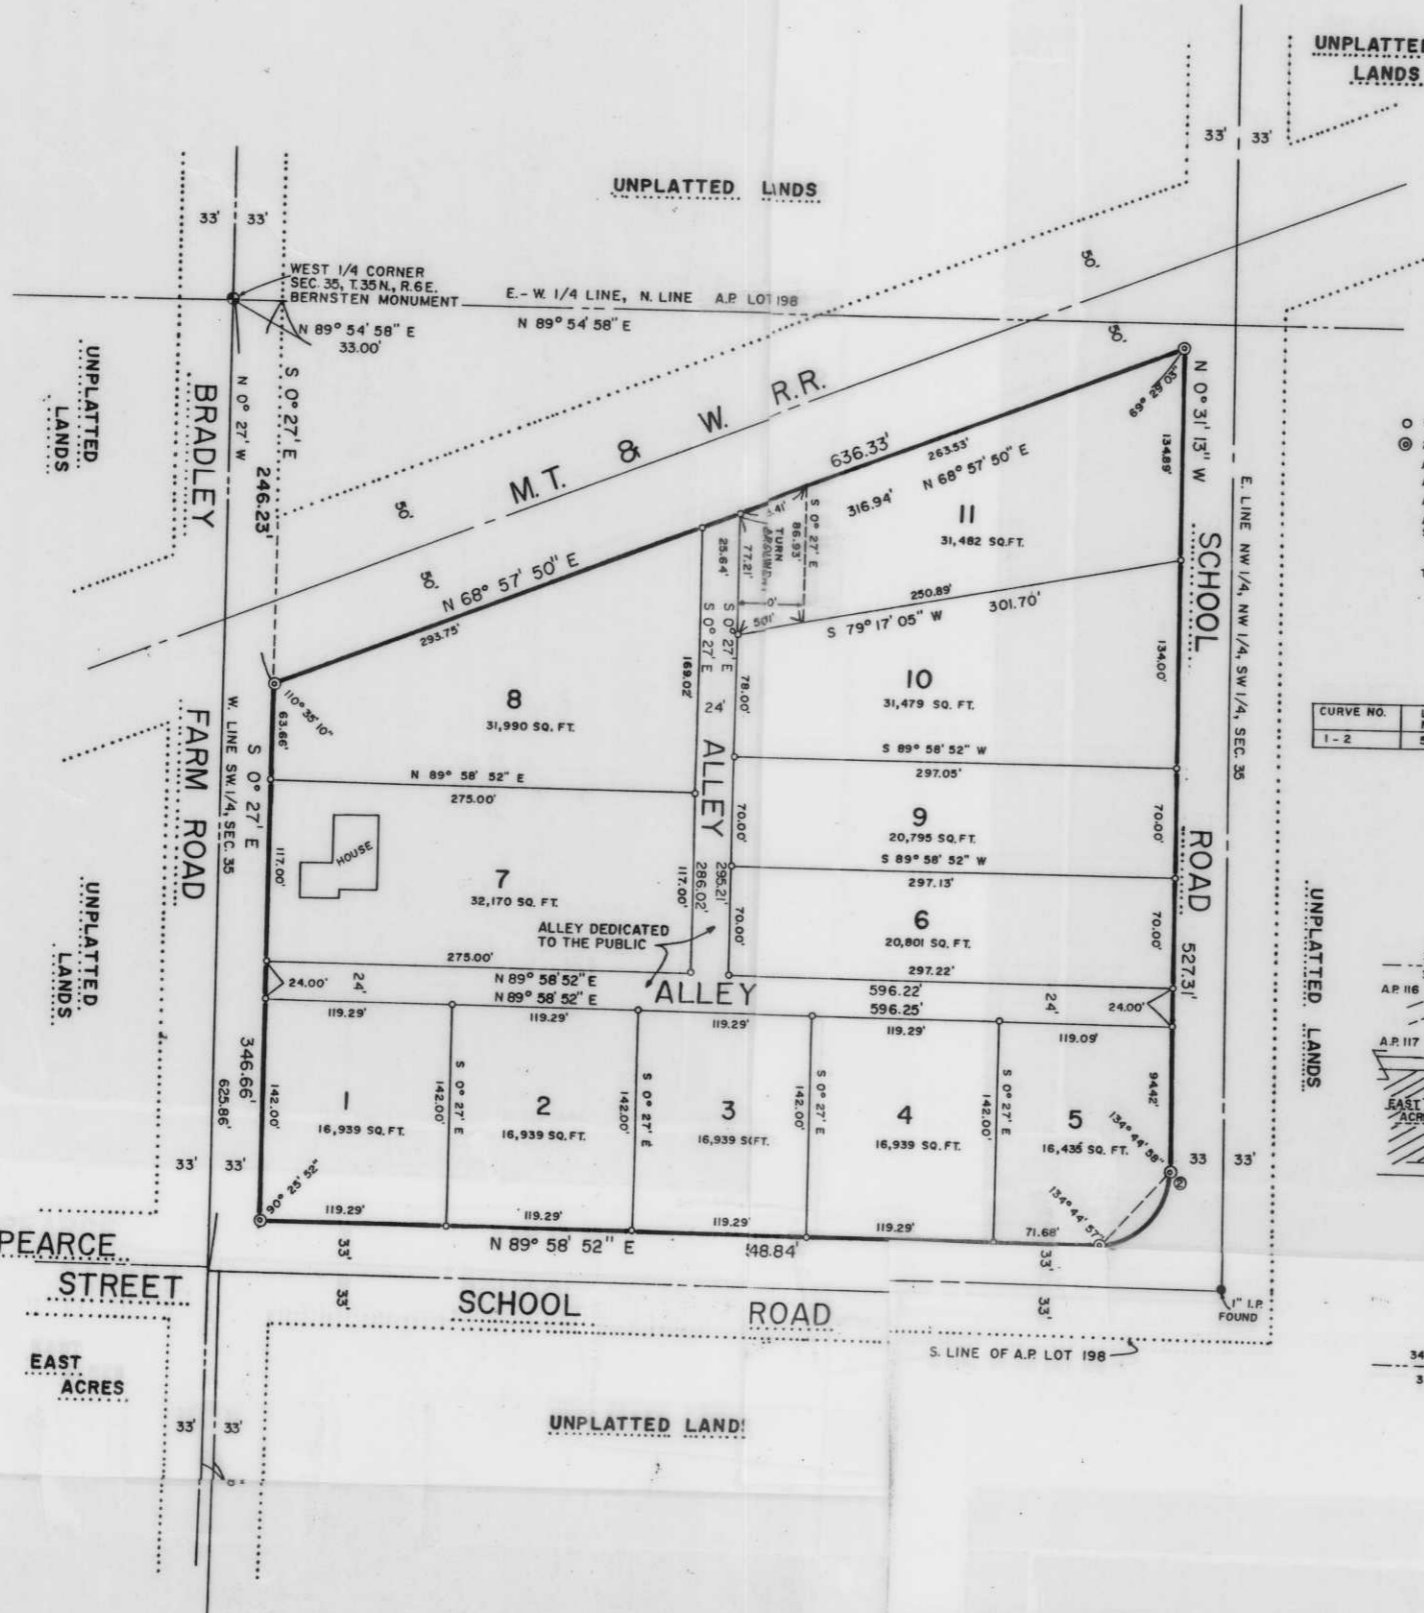 UNPLATTED
LANDS
33' 33'
UNPLATTED LANDS
33' 33'
WEST 1/4 CORNER
SEC. 35, T.35N., R.6E.
BERNSTEN MONUMENT
E.-W. 1/4 LINE, N. LINE A.P. LOT 198
N 89° 54' 58" E
N 89° 54' 58" E
33.00'
50'
50'
UNPLATTED
LANDS
BRADLEY
N 0° 27' W
S 0° 27' E
246.23'
M.T. & W. R.R.
50'
50'
N 68° 57' 50" E
293.75'
636.33'
263.53'
N 68° 57' 50" E
316.94'
69° 29' 03"
N 0° 31' 13" W
134.89'
11
31,482 SQ.FT.
S 0° 27' E
86.93'
TURN
AROUND
77.21'
25.64'
S 0° 27' E
S 0° 27' E
250.89'
301.70'
S 79° 17' 05" W
SCHOOL
E. LINE NW 1/4, NW 1/4, SW 1/4, SEC. 35
CURVE NO.
1-2
110° 35' 10"
63.66'
8
31,990 SQ. FT.
169.02'
24'
78.00'
10
31,479 SQ. FT.
134.00'
FARM ROAD
W. LINE SW. 1/4, SEC. 35
S 0° 27' E
N 89° 58' 52" E
275.00'
ALLEY
S 89° 58' 52" W
297.05'
9
20,795 SQ. FT.
S 89° 58' 52" W
297.13'
70.00'
70.00'
ROAD
117.00'
HOUSE
7
32,170 SQ. FT.
117.00'
286.02'
295.21'
70.00'
6
20,801 SQ. FT.
297.22'
70.00'
527.31'
UNPLATTED
LANDS
UNPLATTED LANDS
ALLEY DEDICATED
TO THE PUBLIC
275.00'
N 89° 58' 52" E
N 89° 58' 52" E
24.00'
24'
ALLEY
596.22'
596.25'
24'
24.00'
A.P. 116
A.P. 117
EAST
119.29'
119.29'
119.29'
119.29'
119.09'
346.66'
625.86'
142.00'
1
16,939 SQ. FT.
142.00'
S 0° 27' E
2
16,939 SQ. FT.
142.00'
S 0° 27' E
3
142.00'
S 0° 27' E
4
16,939 SQ. FT.
142.00'
S 0° 27' E
5
16,435 SQ. FT.
94.42'
134° 44' 58"
134° 44' 57"
33' 33'
33 33'
90° 25' 52"
119.29'
119.29'
119.29'
119.29'
71.68'
N 89° 58' 52" E
33'
33'
PEARCE
STREET
33'
SCHOOL ROAD
33'
1" I.P.
FOUND
S. LINE OF A.P. LOT 198
EAST
ACRES
33' 33'
UNPLATTED